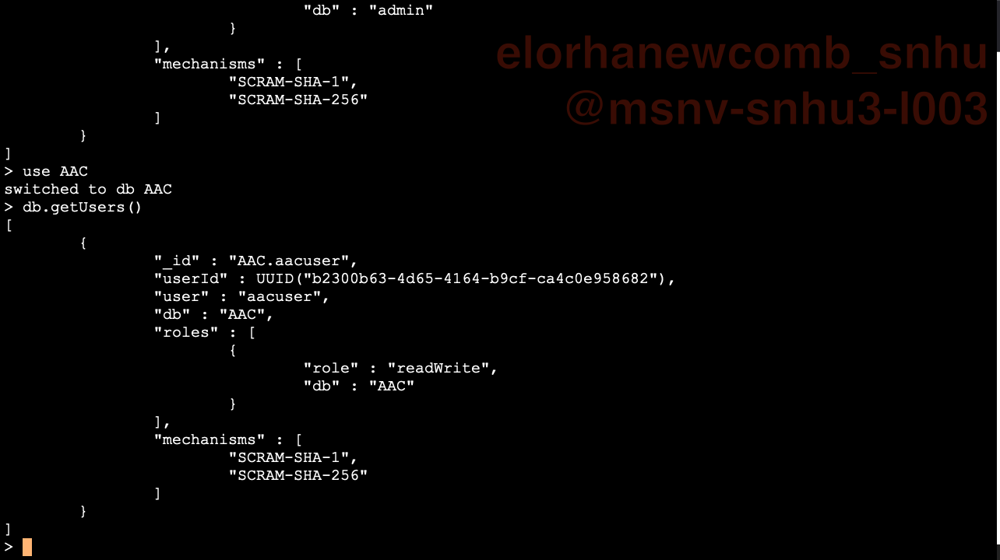 "db" : "admin"
}
],
"mechanisms" : [
"SCRAM-SHA-1",
"SCRAM-SHA-256"
]
}
]
elorhanewcomb_snhu
@msnv-snhu3-l003
> use AAC
switched to db AAC
> db.getUsers()
[
{
"_id" : "AAC.aacuser",
"userId" : UUID("b2300b63-4d65-4164-b9cf-ca4c0e958682"),
"user" : "aacuser",
"db" : "AAC",
"roles" : [
{
"role" : "readWrite",
"db" : "AAC"
}
],
"mechanisms" : [
"SCRAM-SHA-1",
"SCRAM-SHA-256"
]
}
]
>